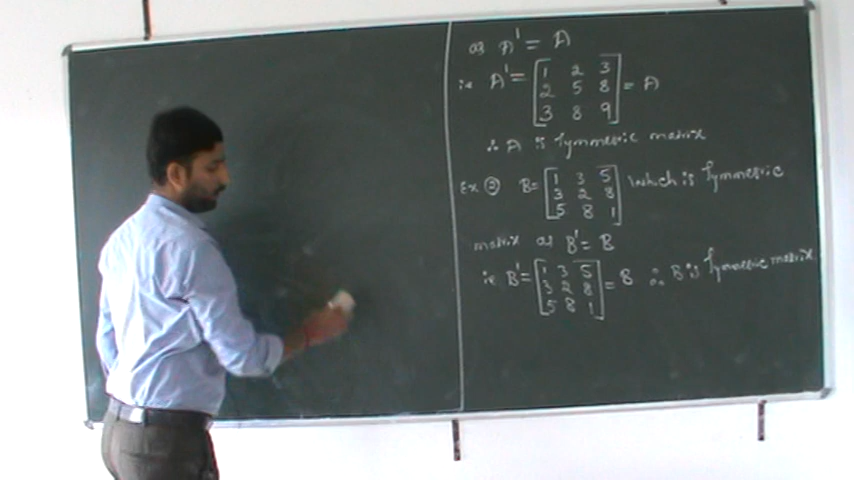 as A' = A
ie A' = [1 2 3
2 5 8
3 8 9] = A
∴ A is Symmetric matrix
Ex ② B = [1 3 5
3 2 8
5 8 1] which is Symmetric
matrix as B' = B
ie B' = [1 3 5
3 2 8
5 8 1] = B ∴ B is Symmetric matrix